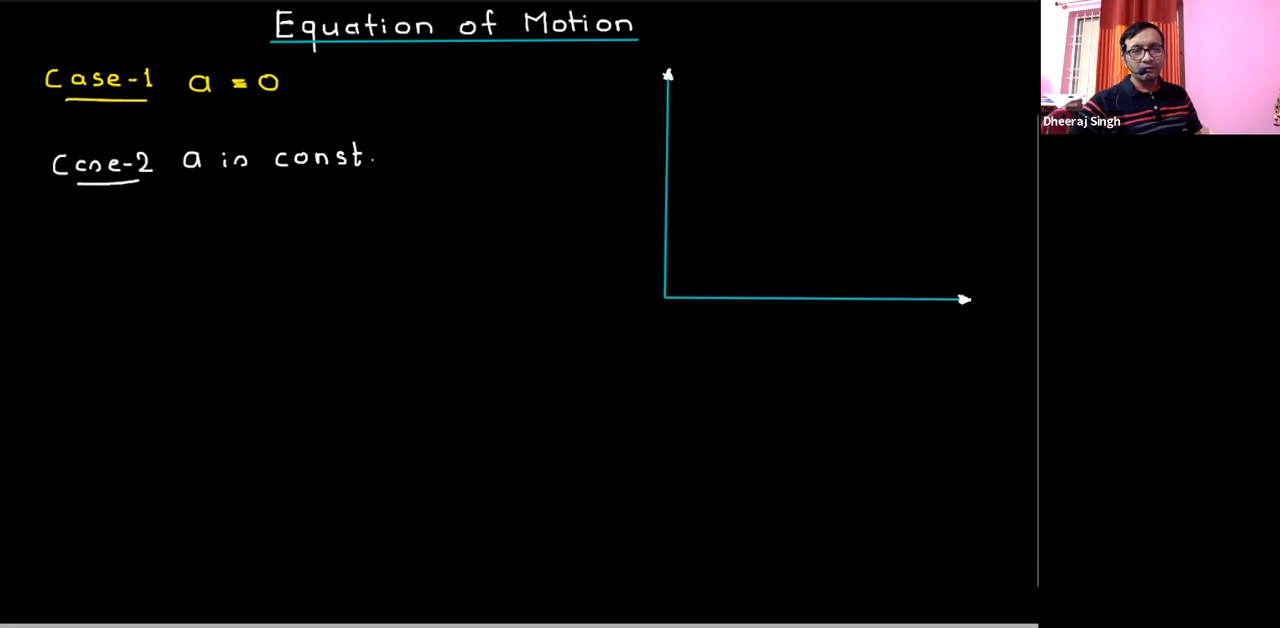 Equation of Motion
Case-1 a = 0
Case-2 a is const.
Dheeraj Singh